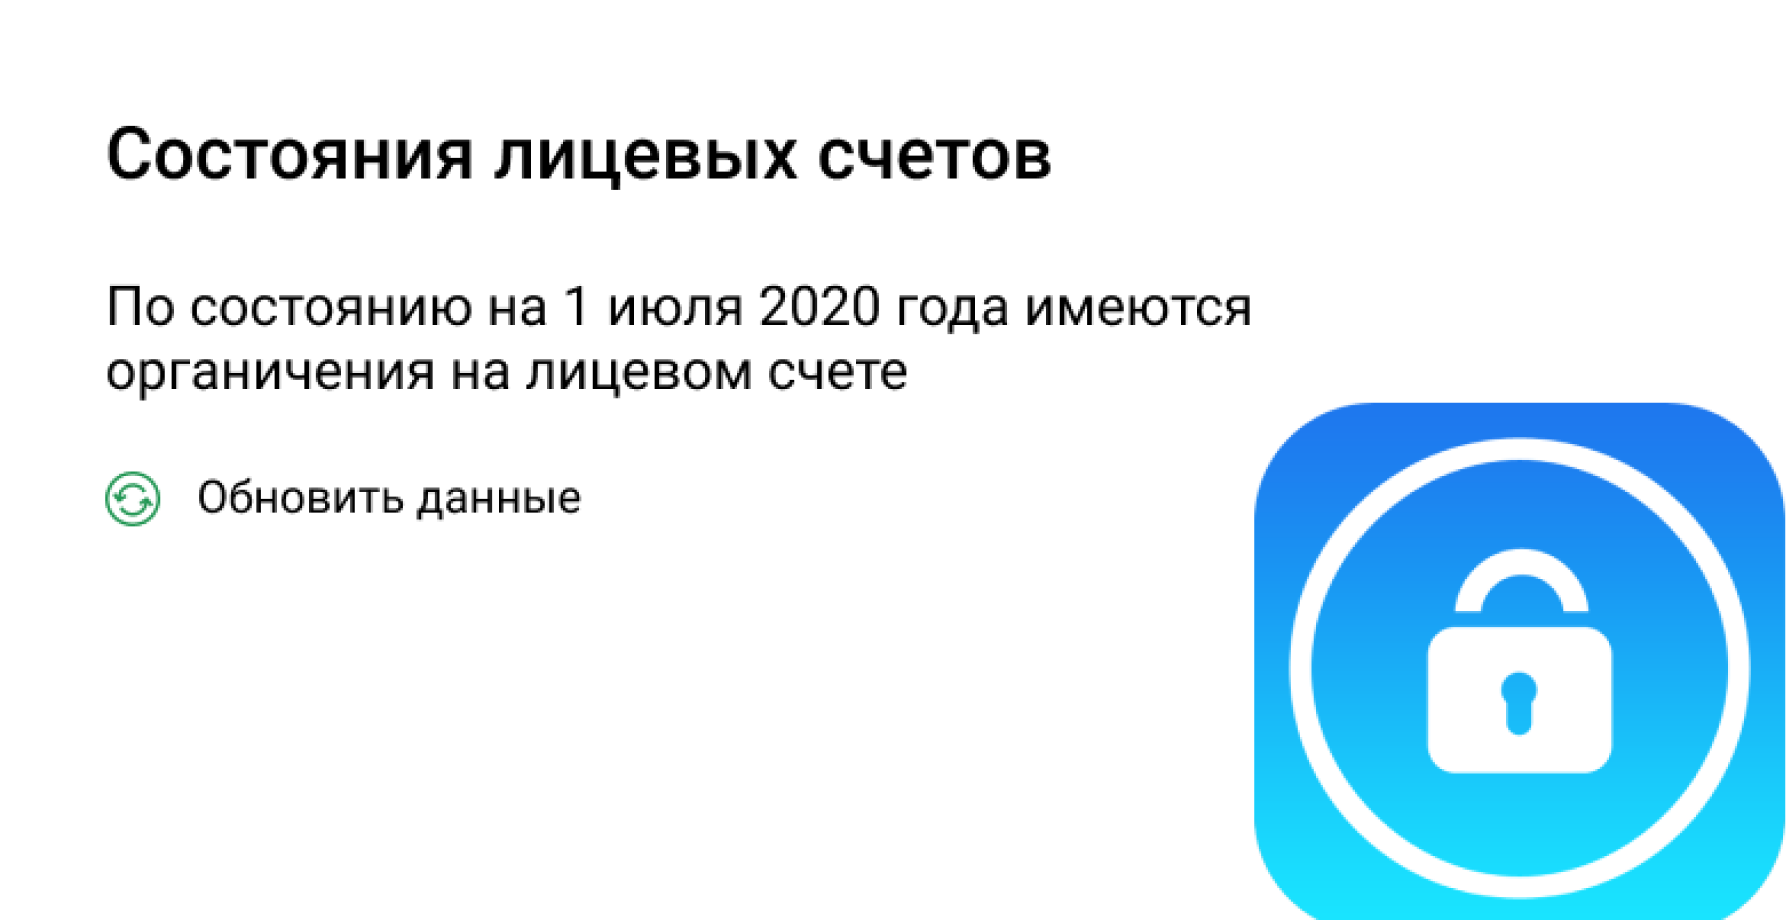 Состояния лицевых счетов
По состоянию на 1 июля 2020 года имеются
органичения на лицевом счете
Обновить данные